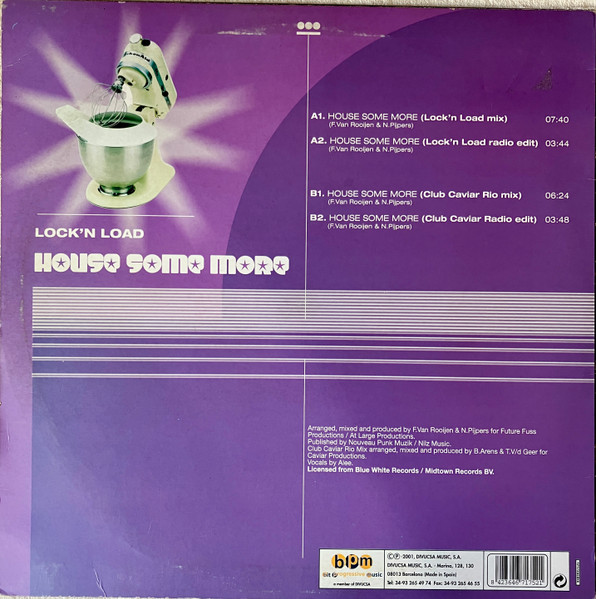 A1. HOUSE SOME MORE (Lock'n Load mix) 07:40
(F.Van Rooijen & N.Pijpers)
A2. HOUSE SOME MORE (Lock'n Load radio edit) 03:44
(F.Van Rooijen & N.Pijpers)
B1. HOUSE SOME MORE (Club Caviar Rio mix) 06:24
(F.Van Rooijen & N.Pijpers)
B2. HOUSE SOME MORE (Club Caviar Radio edit) 03:48
(F.Van Rooijen & N.Pijpers)
LOCK'N LOAD
HOUSE SOME MORE
Arranged, mixed and produced by F.Van Rooijen & N.Pijpers for Future Fuss
Productions / At Large Productions.
Published by Nouveau Punk Muzik / Nilz Music.
Club Caviar Rio Mix arranged, mixed and produced by B.Arens & T.V/d Geer for
Caviar Productions.
Vocals by Alee.
Licensed from Blue White Records / Midtown Records BV.
bpm
bit progressive music
a member of DIVUCSA
©℗ -2001, DIVUCSA MUSIC, S.A.
DIVUCSA MUSIC, S.A. - Marina, 128, 130
08013 Barcelona (Made in Spain)
Tel: 34-93 265 49 74 Fax: 34-93 265 46 55
8 423646 717521